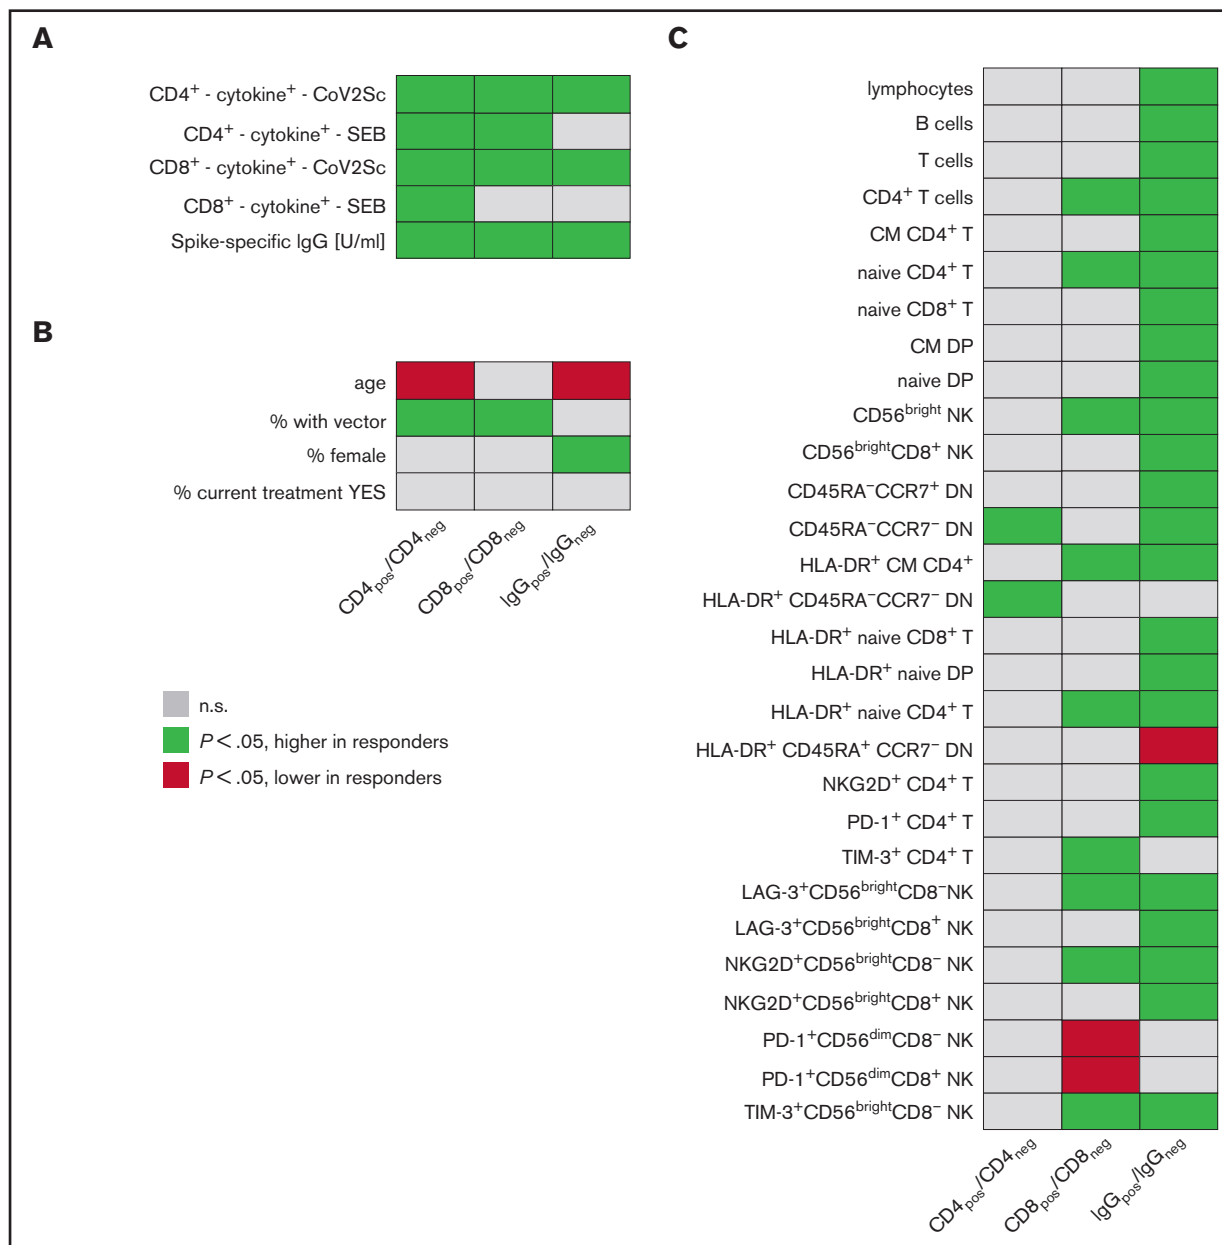 A
CD4⁺ - cytokine⁺ - CoV2Sc
CD4⁺ - cytokine⁺ - SEB
CD8⁺ - cytokine⁺ - CoV2Sc
CD8⁺ - cytokine⁺ - SEB
Spike-specific IgG [U/ml]
B
age
% with vector
% female
% current treatment YES
CD4pos/CD4neg
CD8pos/CD8neg
IgGpos/IgGneg
n.s.
P < .05, higher in responders
P < .05, lower in responders
C
lymphocytes
B cells
T cells
CD4⁺ T cells
CM CD4⁺ T
naive CD4⁺ T
naive CD8⁺ T
CM DP
naive DP
CD56bright NK
CD56brightCD8⁺ NK
CD45RA⁻CCR7⁺ DN
CD45RA⁻CCR7⁻ DN
HLA-DR⁺ CM CD4⁺
HLA-DR⁺ CD45RA⁻CCR7⁻ DN
HLA-DR⁺ naive CD8⁺ T
HLA-DR⁺ naive DP
HLA-DR⁺ naive CD4⁺ T
HLA-DR⁺ CD45RA⁺ CCR7⁻ DN
NKG2D⁺ CD4⁺ T
PD-1⁺ CD4⁺ T
TIM-3⁺ CD4⁺ T
LAG-3⁺CD56brightCD8⁻NK
LAG-3⁺CD56brightCD8⁺ NK
NKG2D⁺CD56brightCD8⁻ NK
NKG2D⁺CD56brightCD8⁺ NK
PD-1⁺CD56dimCD8⁻ NK
PD-1⁺CD56dimCD8⁺ NK
TIM-3⁺CD56brightCD8⁻ NK
CD4pos/CD4neg
CD8pos/CD8neg
IgGpos/IgGneg